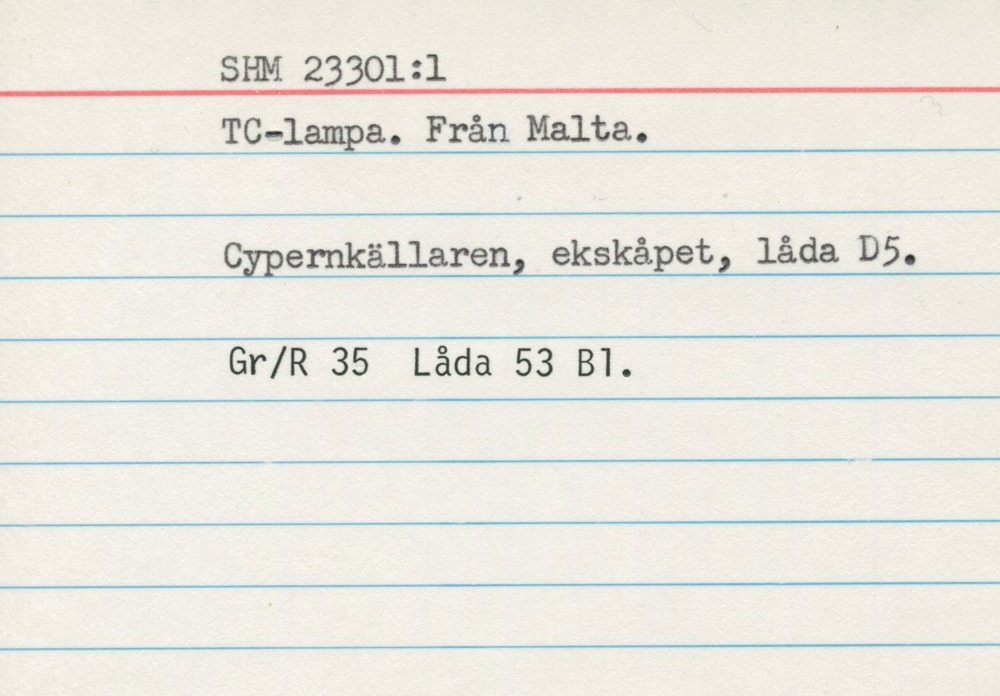 SHM 23301:1
TC-lampa. Från Malta.
Cypernkällaren, ekskåpet, låda D5.
Gr/R 35 Låda 53 Bl.